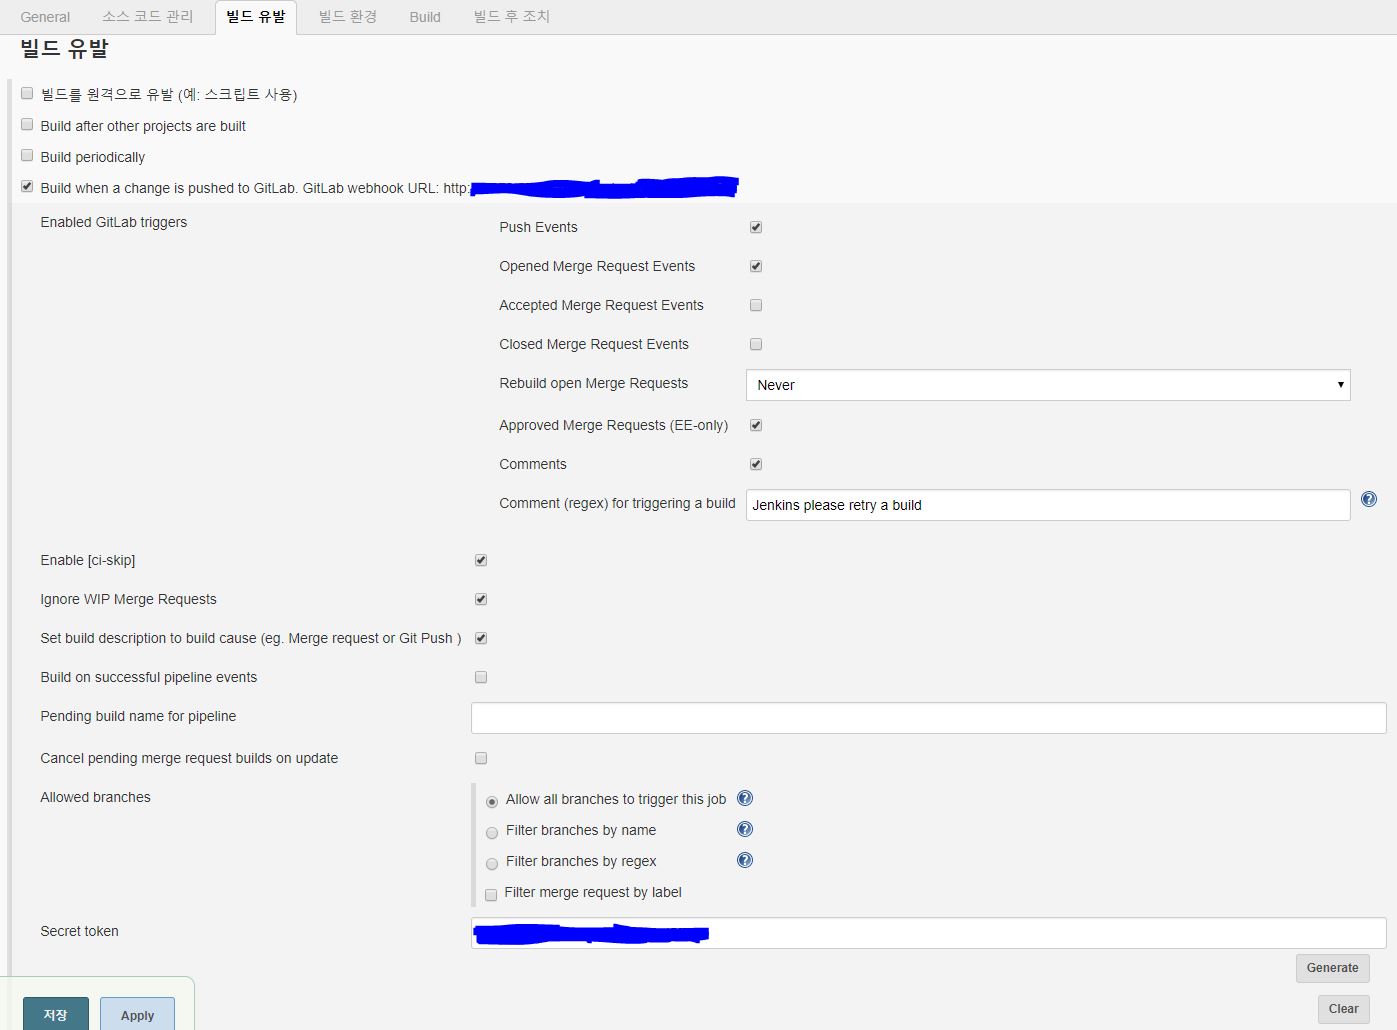 General 소스 코드 관리 빌드 유발 빌드 환경 Build 빌드 후 조치
빌드 유발
빌드를 원격으로 유발 (예: 스크립트 사용)
Build after other projects are built
Build periodically
Build when a change is pushed to GitLab. GitLab webhook URL: http:
Enabled GitLab triggers
Push Events
Opened Merge Request Events
Accepted Merge Request Events
Closed Merge Request Events
Rebuild open Merge Requests Never
Approved Merge Requests (EE-only)
Comments
Comment (regex) for triggering a build Jenkins please retry a build
Enable [ci-skip]
Ignore WIP Merge Requests
Set build description to build cause (eg. Merge request or Git Push )
Build on successful pipeline events
Pending build name for pipeline
Cancel pending merge request builds on update
Allowed branches
Allow all branches to trigger this job
Filter branches by name
Filter branches by regex
Filter merge request by label
Secret token
Generate
Clear
저장 Apply